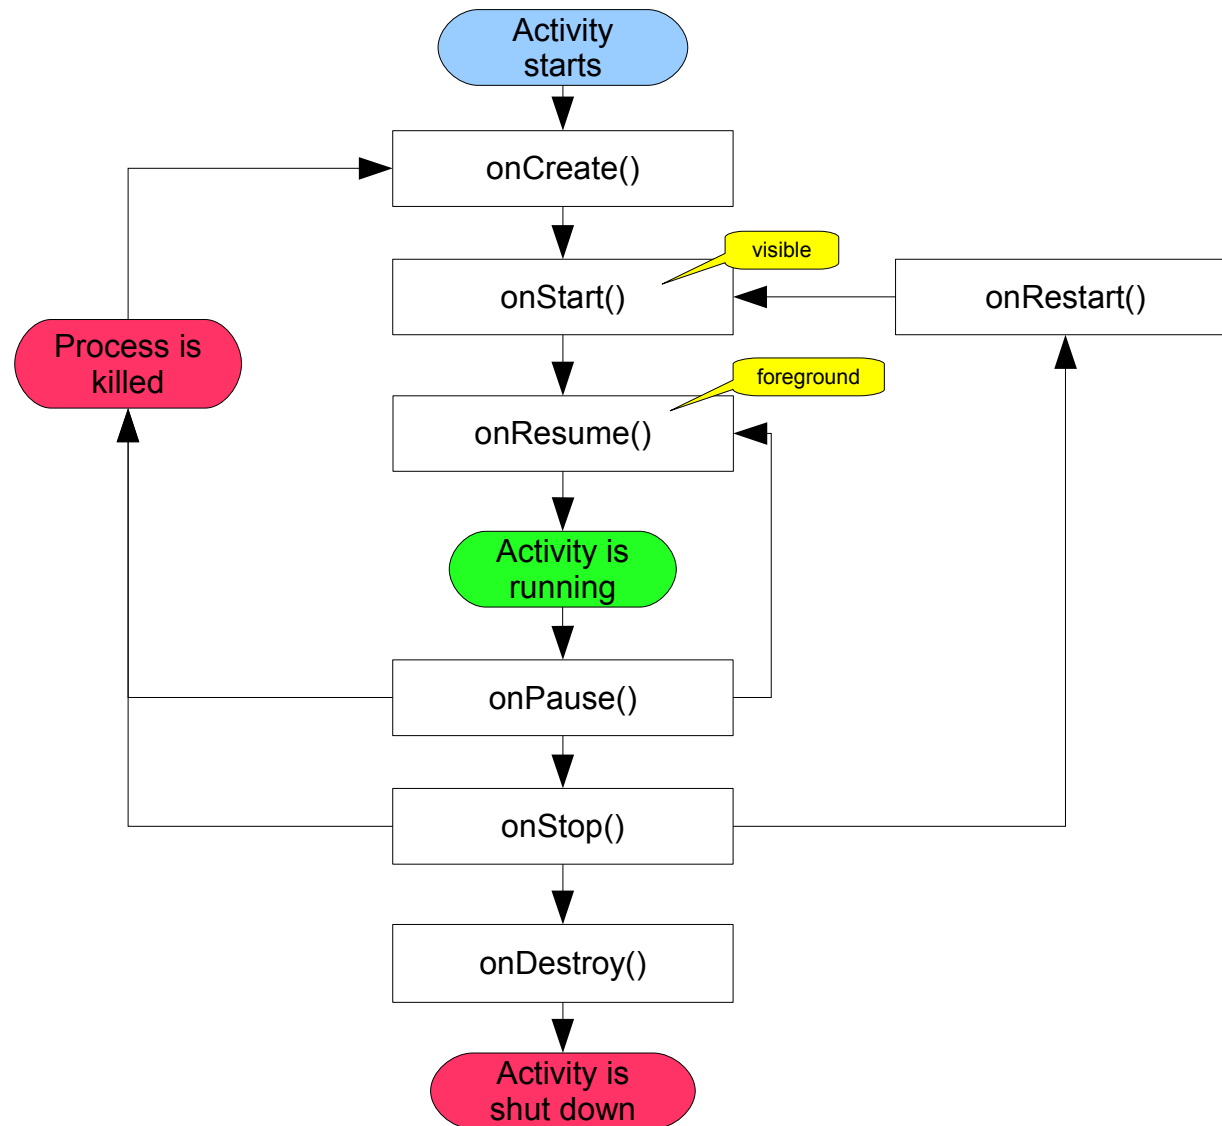 Activity
starts
onCreate()
visible
onStart()
onRestart()
Process is
killed
foreground
onResume()
Activity is
running
onPause()
onStop()
onDestroy()
Activity is
shut down